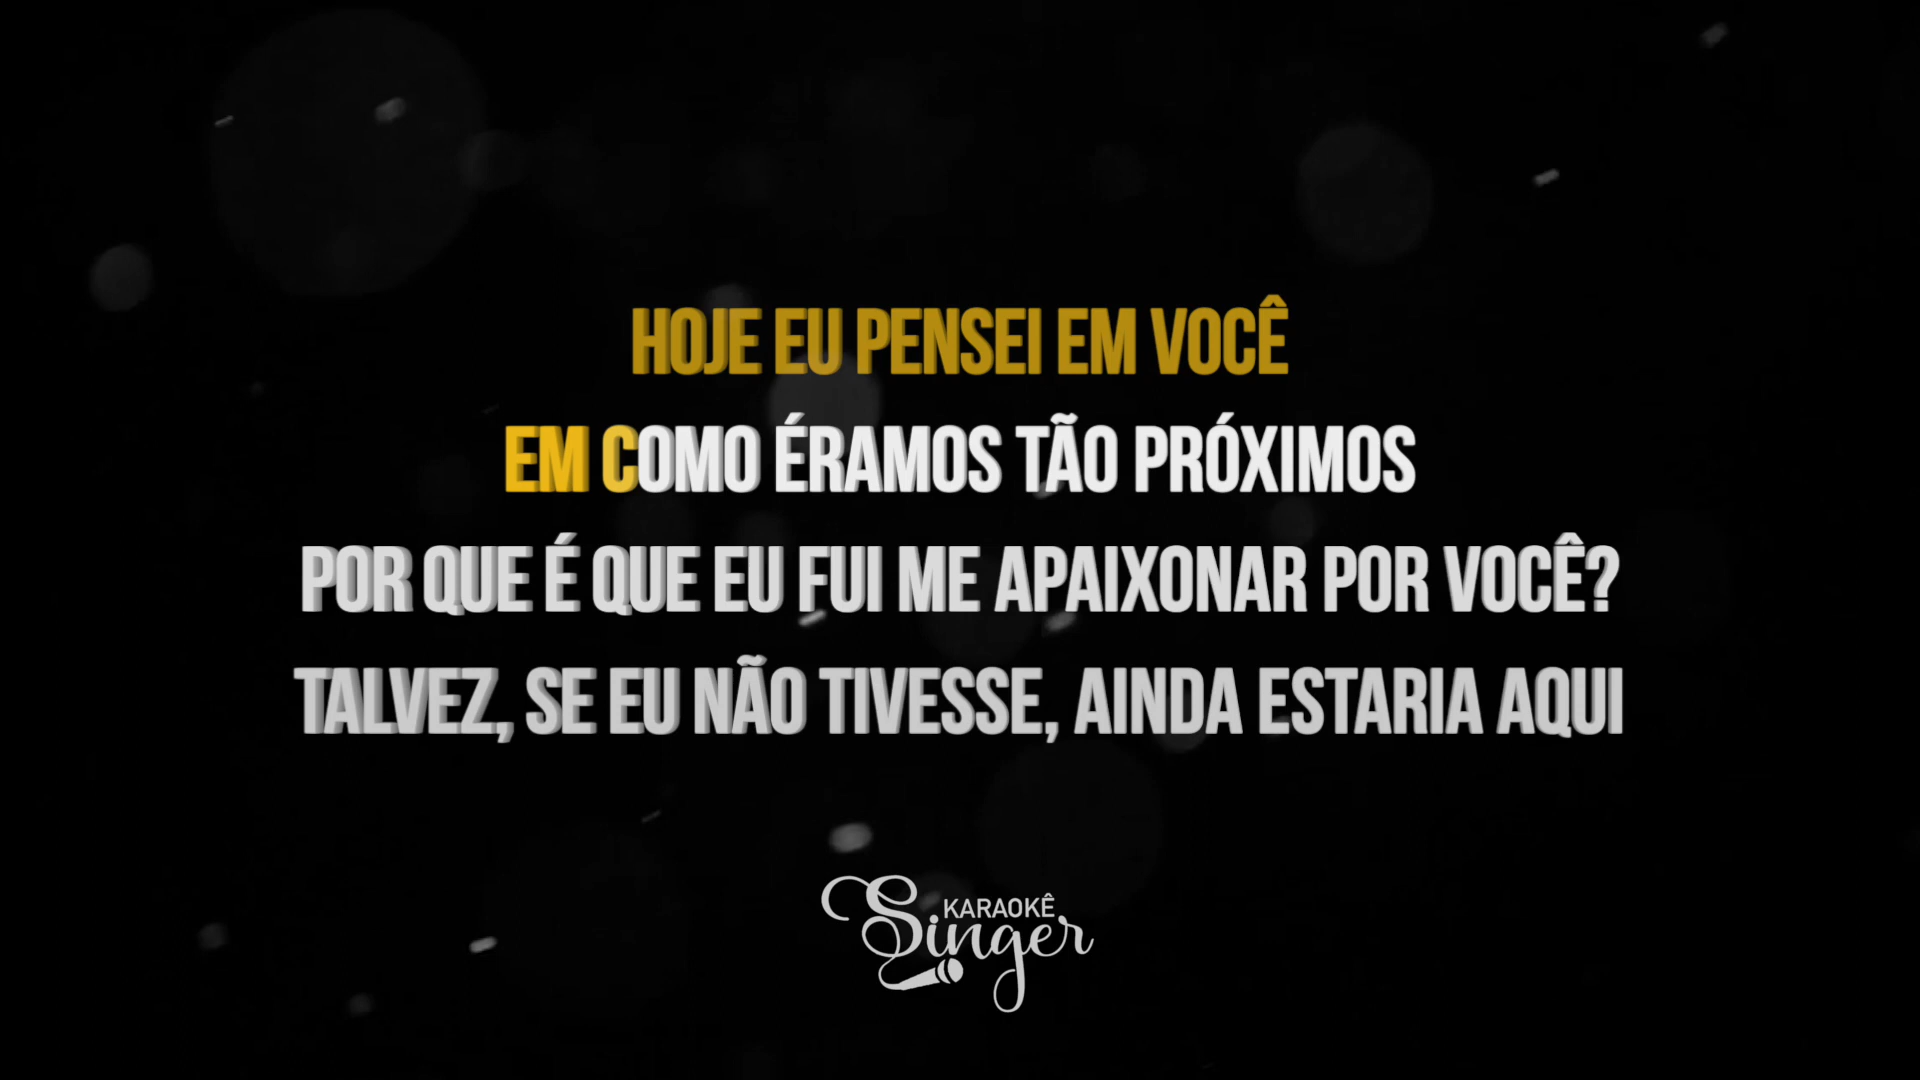 HOJE EU PENSEI EM VOCÊ
EM COMO ÉRAMOS TÃO PRÓXIMOS
POR QUE É QUE EU FUI ME APAIXONAR POR VOCÊ?
TALVEZ, SE EU NÃO TIVESSE, AINDA ESTARIA AQUI
KARAOKÊ
Singer